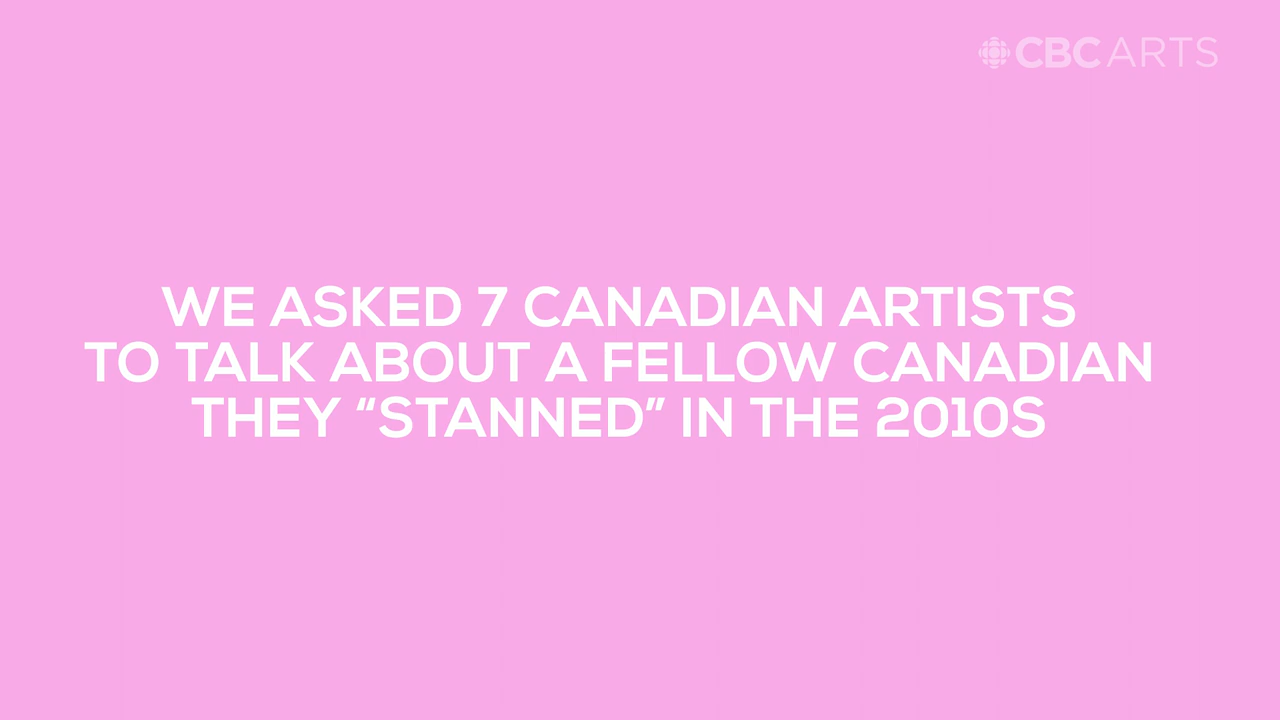 CBC ARTS
WE ASKED 7 CANADIAN ARTISTS
TO TALK ABOUT A FELLOW CANADIAN
THEY “STANNED” IN THE 2010S